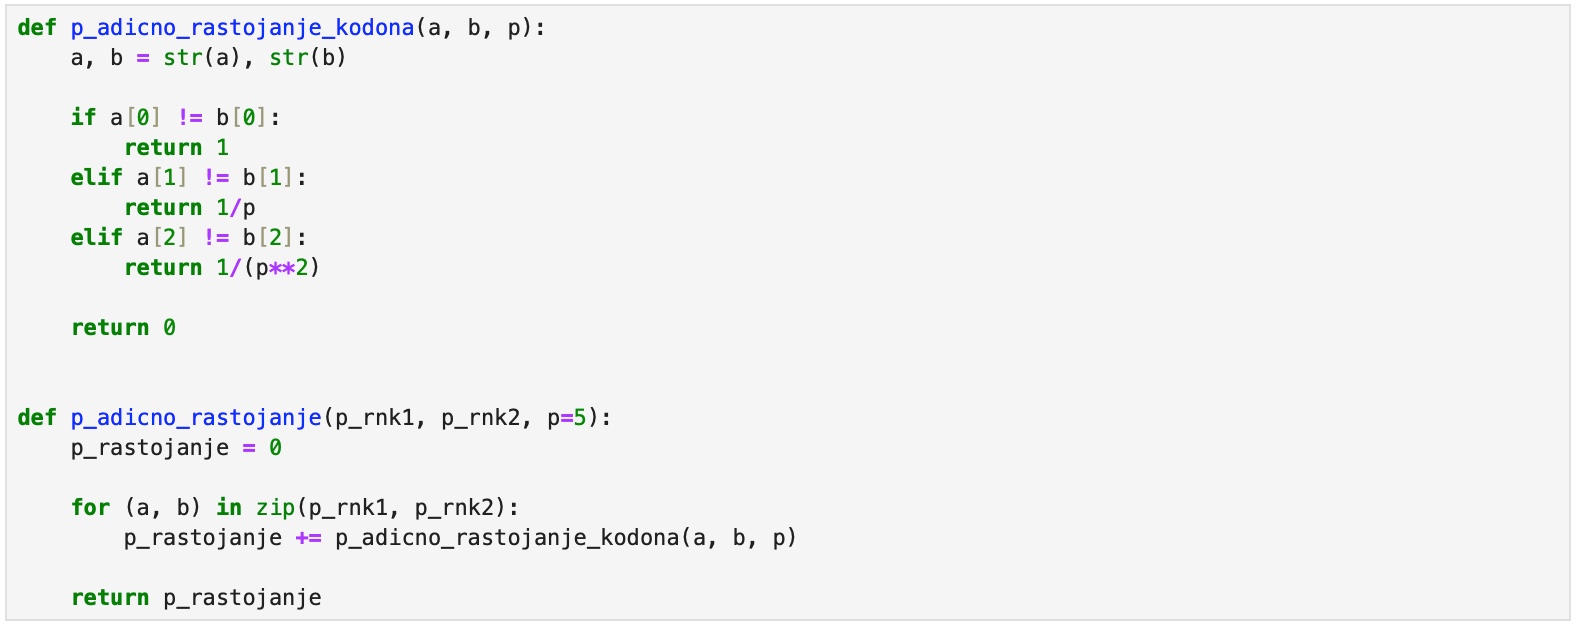 def p_adicno_rastojanje_kodona(a, b, p):
    a, b = str(a), str(b)

    if a[0] != b[0]:
        return 1
    elif a[1] != b[1]:
        return 1/p
    elif a[2] != b[2]:
        return 1/(p**2)

    return 0


def p_adicno_rastojanje(p_rnk1, p_rnk2, p=5):
    p_rastojanje = 0

    for (a, b) in zip(p_rnk1, p_rnk2):
        p_rastojanje += p_adicno_rastojanje_kodona(a, b, p)

    return p_rastojanje